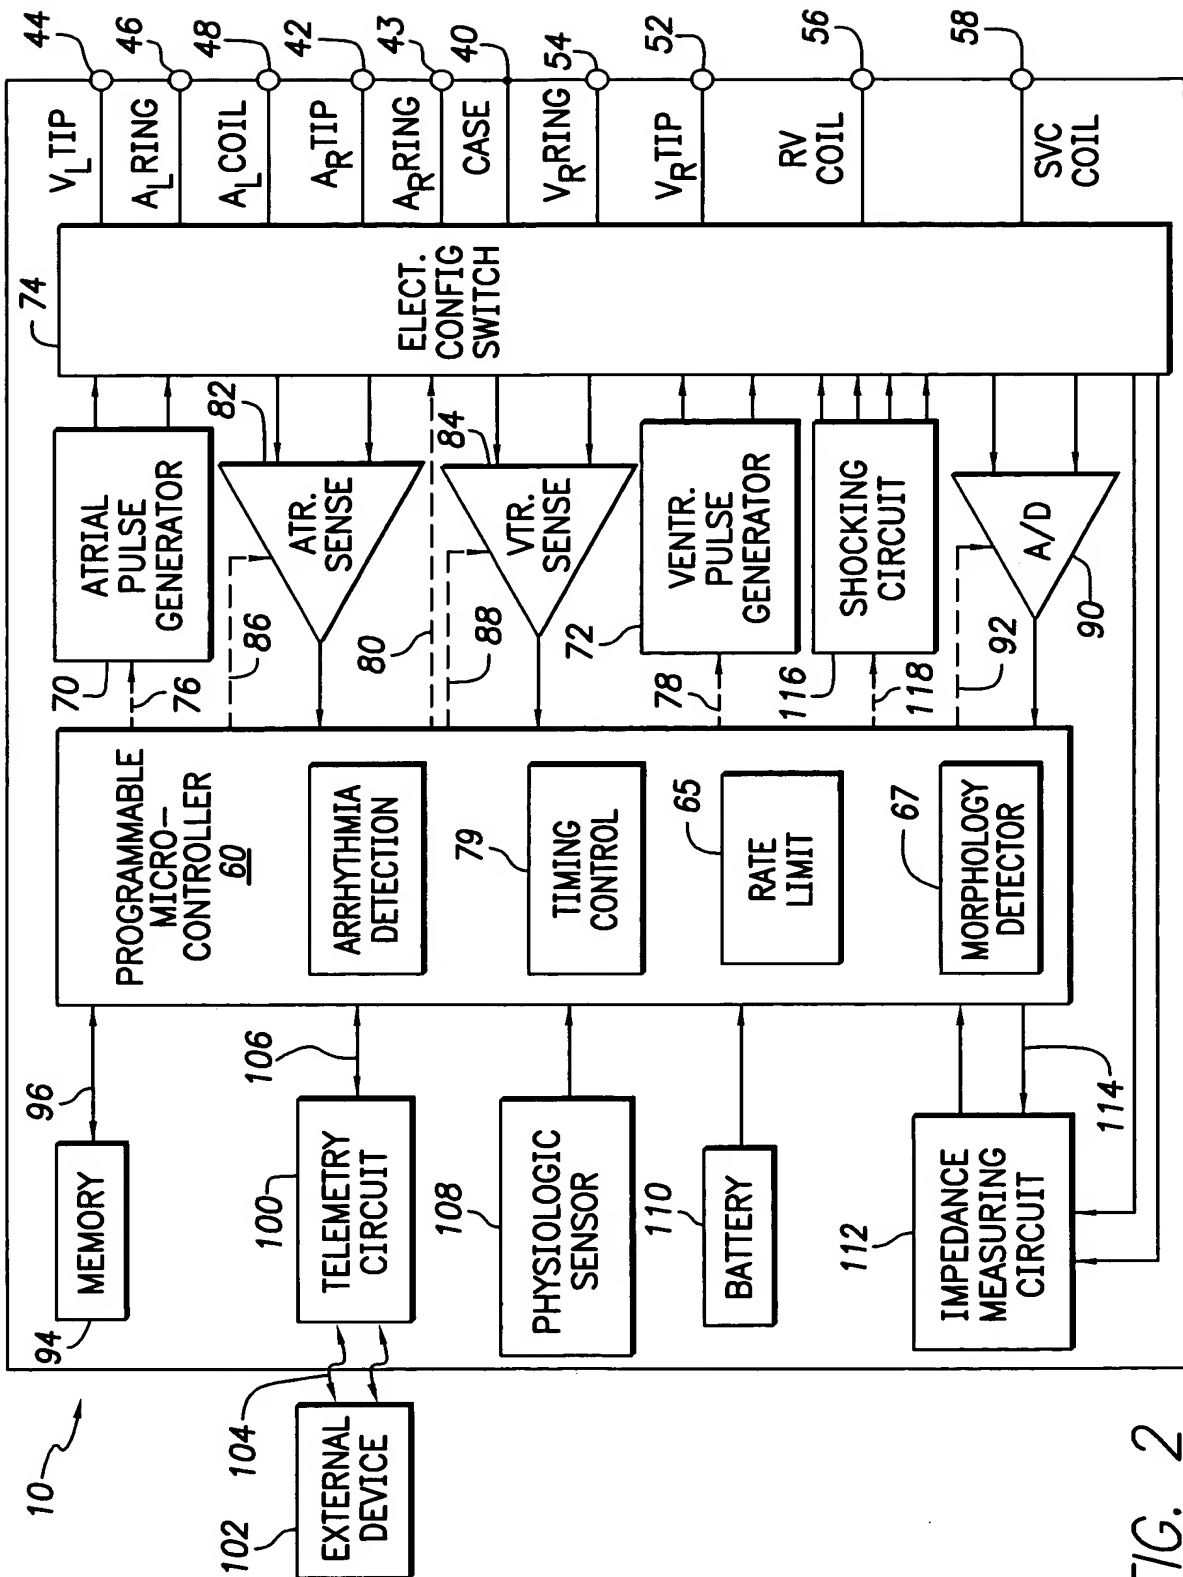 10
102
EXTERNAL
DEVICE
104
94
MEMORY
96
100
TELEMETRY
CIRCUIT
106
108
PHYSIOLOGIC
SENSOR
110
BATTERY
112
IMPEDANCE
MEASURING
CIRCUIT
114
PROGRAMMABLE
MICRO-
CONTROLLER
60
ARRHYTHMIA
DETECTION
79
TIMING
CONTROL
65
RATE
LIMIT
67
MORPHOLOGY
DETECTOR
70
ATRIAL
PULSE
GENERATOR
76
82
ATR.
SENSE
86
80
84
VTR.
SENSE
88
72
VENTR.
PULSE
GENERATOR
78
116
SHOCKING
CIRCUIT
118
A/D
90
92
74
ELECT.
CONFIG
SWITCH
VLTIP
44
ALRING
46
ALCOIL
48
ARTIP
42
ARRING
43
CASE
40
VRRING
54
VRTIP
52
RV
COIL
56
SVC
COIL
58
FIG. 2